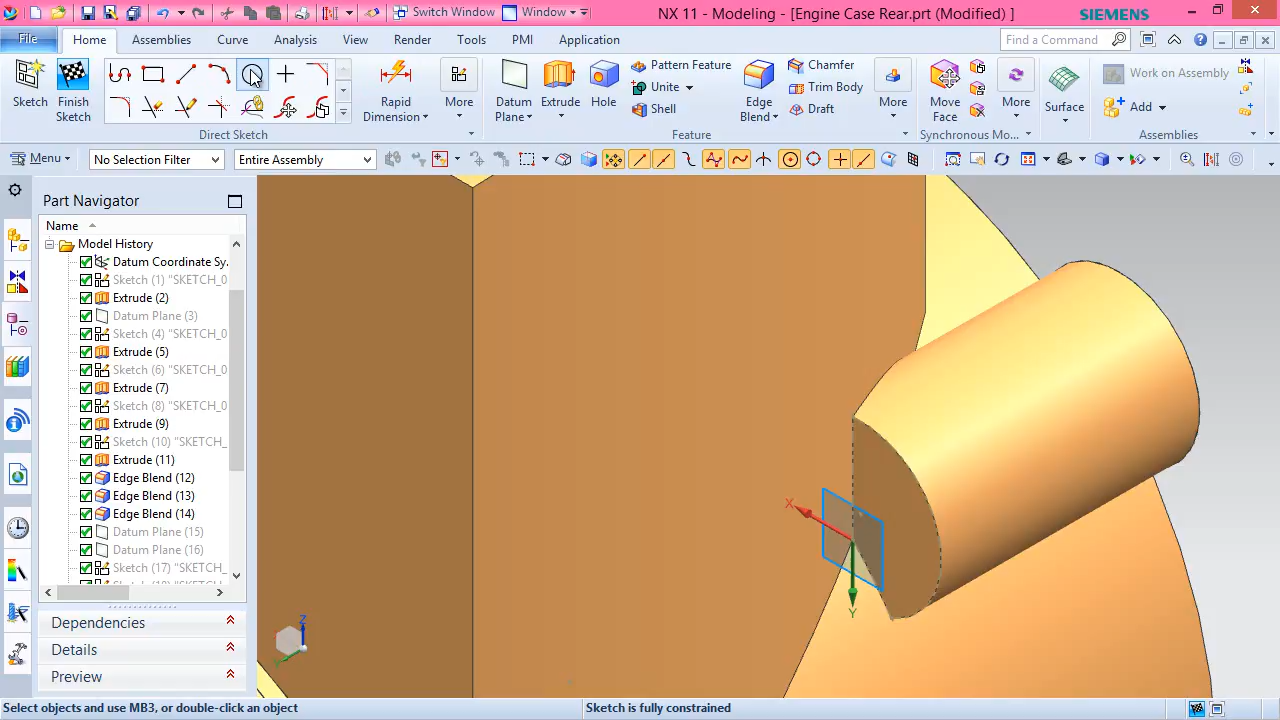 Switch Window
Window
NX 11 - Modeling - [Engine Case Rear.prt (Modified) ]
SIEMENS
File
Home
Assemblies
Curve
Analysis
View
Render
Tools
PMI
Application
Find a Command
Sketch
Finish
Sketch
Direct Sketch
Rapid
Dimension
More
Datum
Plane
Extrude
Hole
Pattern Feature
Unite
Shell
Edge
Blend
Chamfer
Trim Body
Draft
More
Feature
Move
Face
More
Synchronous Mo...
Surface
Work on Assembly
Add
Assemblies
Menu
No Selection Filter
Entire Assembly
Part Navigator
Name
Model History
Datum Coordinate Sy.
Sketch (1) "SKETCH_0
Extrude (2)
Datum Plane (3)
Sketch (4) "SKETCH_0
Extrude (5)
Sketch (6) "SKETCH_0
Extrude (7)
Sketch (8) "SKETCH_0
Extrude (9)
Sketch (10) "SKETCH_
Extrude (11)
Edge Blend (12)
Edge Blend (13)
Edge Blend (14)
Datum Plane (15)
Datum Plane (16)
Sketch (17) "SKETCH_
Dependencies
Details
Preview
X
Y
Z
Select objects and use MB3, or double-click an object
Sketch is fully constrained